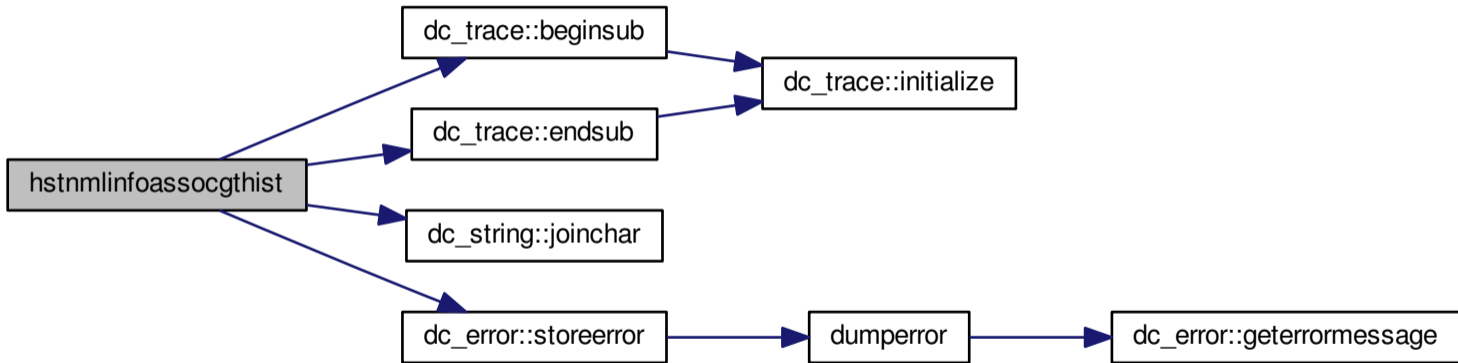 dc_trace::beginsub
dc_trace::initialize
dc_trace::endsub
hstnmlinfoassocgthist
dc_string::joinchar
dc_error::storeerror
dumperror
dc_error::geterrormessage